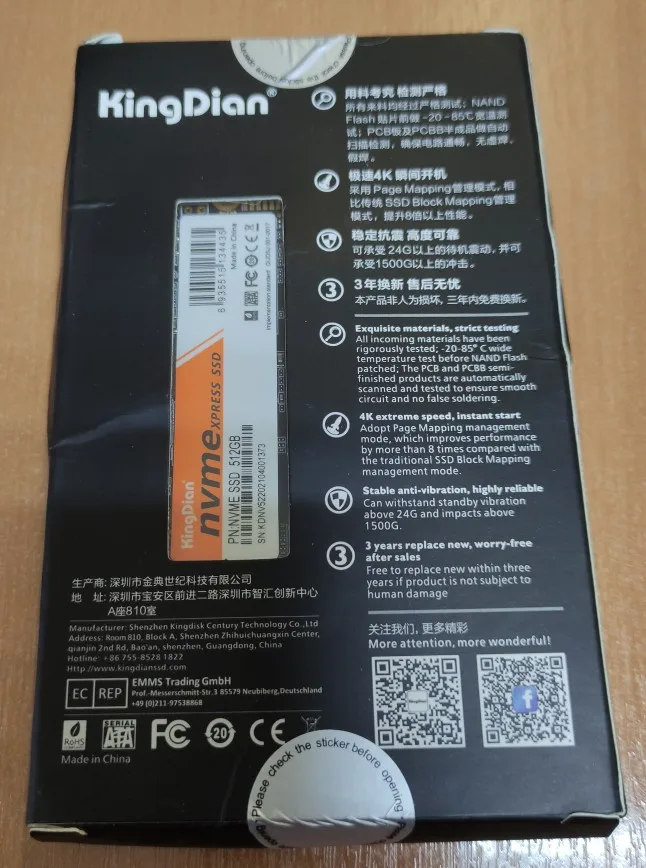 KingDian®
用料考究 检测严格
所有来料均经过严格测试；NAND
Flash 贴片前做 -20 - 85℃ 宽温测
试；PCB板及PCBB半成品做自动
扫描检测，确保电路通畅，无虚焊、
假焊。
极速4K 瞬间开机
采用 Page Mapping管理模式，相
比传统 SSD Block Mapping管理
模式，提升8倍以上性能。
稳定抗震 高度可靠
可承受 24G以上的待机震动，并可
承受1500G以上的冲击。
3
3年换新 售后无忧
本产品非人为损坏，三年内免费换新。
Exquisite materials, strict testing
All incoming materials have been
rigorously tested; -20-85° C wide
temperature test before NAND Flash
patched; The PCB and PCBB semi-
finished products are automatically
scanned and tested to ensure smooth
circuit and no false soldering.
4K extreme speed, instant start
Adopt Page Mapping management
mode, which improves performance
by more than 8 times compared with
the traditional SSD Block Mapping
management mode.
Stable anti-vibration, highly reliable
Can withstand standby vibration
above 24G and impacts above
1500G.
3
3 years replace new, worry-free
after sales
Free to replace new within three
years if product is not subject to
human damage
关注我们，更多精彩
More attention, more wonderful!
6 935515 134435
Made in China
FC CE
KingDian®
nvme XPRESS SSD
PN:NVME SSD 512GB
SN:KDNV52202104001373
生产商: 深圳市金典世纪科技有限公司
地 址: 深圳市宝安区前进二路深圳市智汇创新中心
A座810室
Manufacturer: Shenzhen Kingdisk Century Technology Co.,Ltd
Address: Room810, Block A, Shenzhen Zhihuichuangxin Center,
qianjin 2nd Rd, Bao'an, shenzhen, Guangdong, China
Hotline: +86 755-8528 1822
Http://www.kingdianssd.com
EC REP
EMMS Trading GmbH
Prof.-Messerschmitt-Str.3 85579 Neubiberg,Deutschland
+49 (0)211-97538868
RoHS
SERIAL
ATA
FC
20
CE
Made in China
Please check the sticker before opening